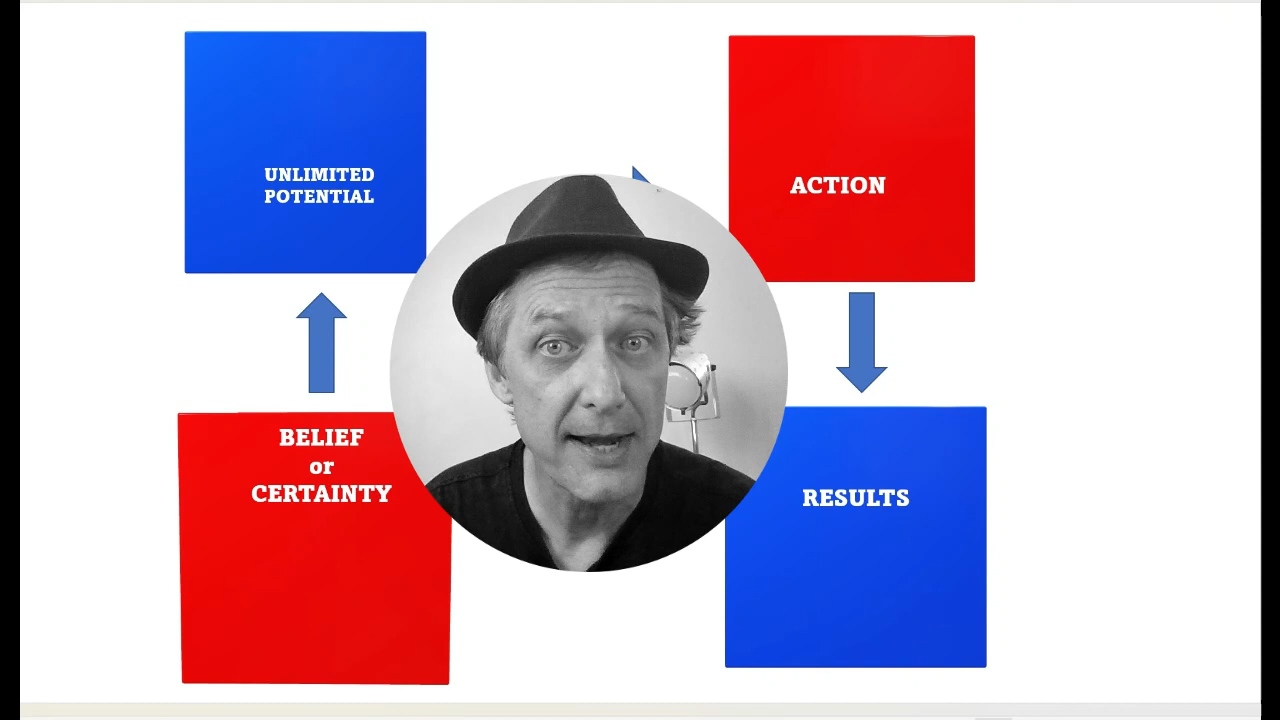 UNLIMITED
POTENTIAL
ACTION
BELIEF
or
CERTAINTY
RESULTS